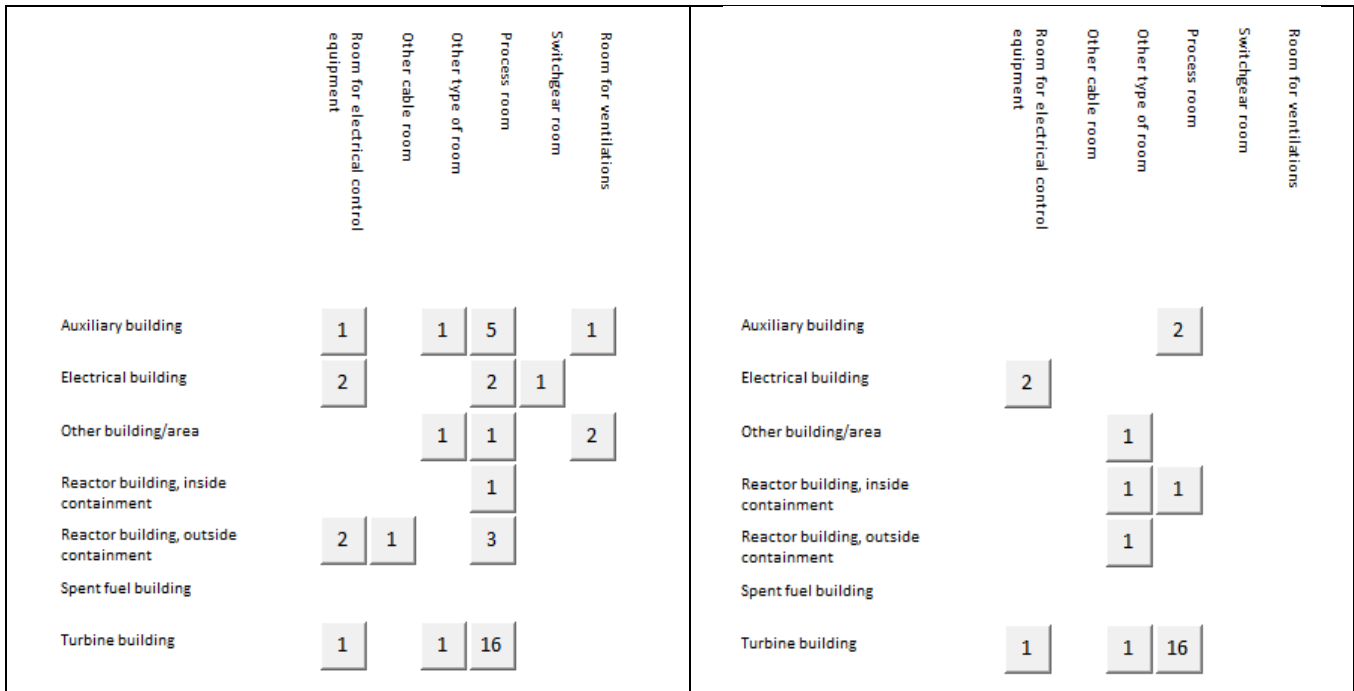 Room for electrical control
equipment
Other cable room
Other type of room
Process room
Switchgear room
Room for ventilations
Auxiliary building 1 1 5 1
Electrical building 2 2 1
Other building/area 1 1 2
Reactor building, inside
containment 1
Reactor building, outside
containment 2 1 3
Spent fuel building
Turbine building 1 1 16
Room for electrical control
equipment
Other cable room
Other type of room
Process room
Switchgear room
Room for ventilations
Auxiliary building 2
Electrical building 2
Other building/area 1
Reactor building, inside
containment 1 1
Reactor building, outside
containment 1
Spent fuel building
Turbine building 1 1 16